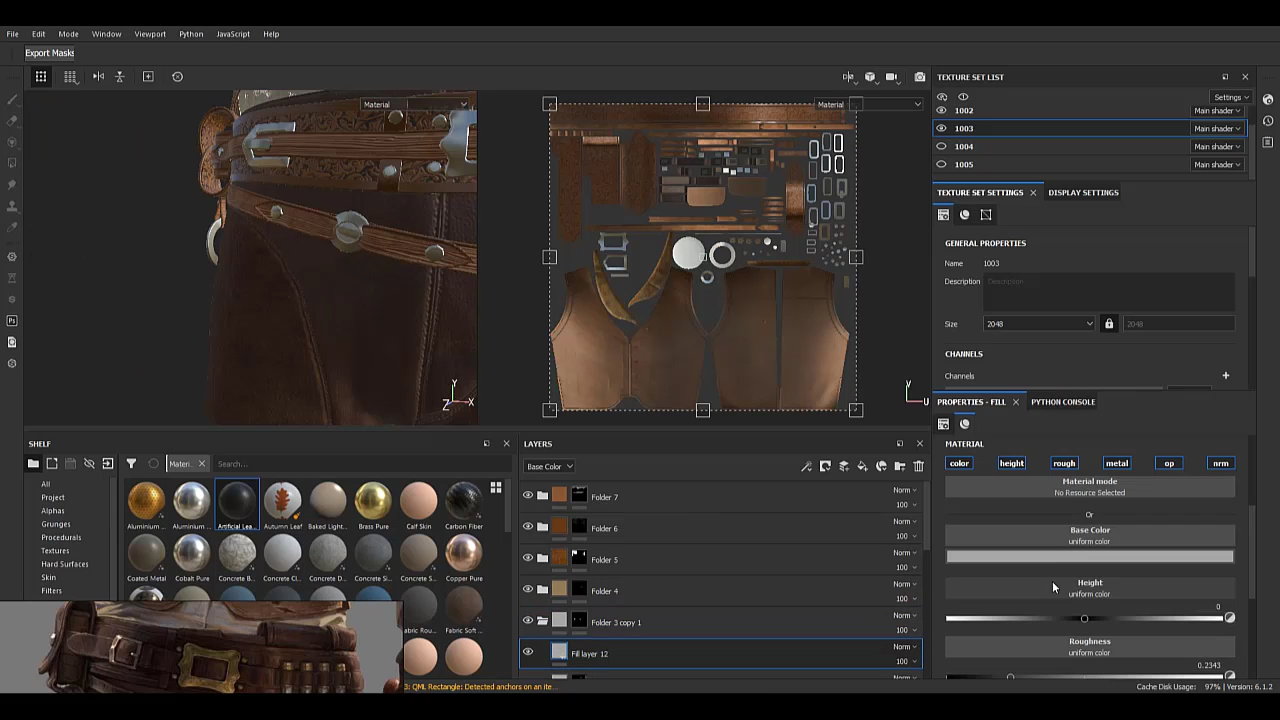 File Edit Mode Window Viewport Python JavaScript Help
Export Masks
Material
Material
Y
Z X
V
U
TEXTURE SET LIST
Settings
1002 Main shader
1003 Main shader
1004 Main shader
1005 Main shader
TEXTURE SET SETTINGS DISPLAY SETTINGS
GENERAL PROPERTIES
Name 1003
Description Description
Size 2048 2048
CHANNELS
Channels
PROPERTIES - FILL PYTHON CONSOLE
MATERIAL
color height rough metal op nrm
Material mode
No Resource Selected
Or
Base Color
uniform color
Height
uniform color
0
Roughness
uniform color
0.2343
SHELF
Materi... Search...
All
Project
Alphas
Grunges
Procedurals
Textures
Hard Surfaces
Skin
Filters
Aluminium ... Aluminium ... Artificial Lea... Autumn Leaf Baked Light... Brass Pure Calf Skin Carbon Fiber
Coated Metal Cobalt Pure Concrete B... Concrete Cl... Concrete D... Concrete Si... Concrete S... Copper Pure
Fabric Rou... Fabric Soft ...
LAYERS
Base Color
Folder 7 Norm 100
Folder 6 Norm 100
Folder 5 Norm 100
Folder 4 Norm 100
Folder 3 copy 1 Norm 100
Fill layer 12 Norm 100
Norm
QML Rectangle: Detected anchors on an ite...
Cache Disk Usage: 97% | Version: 6.1.2